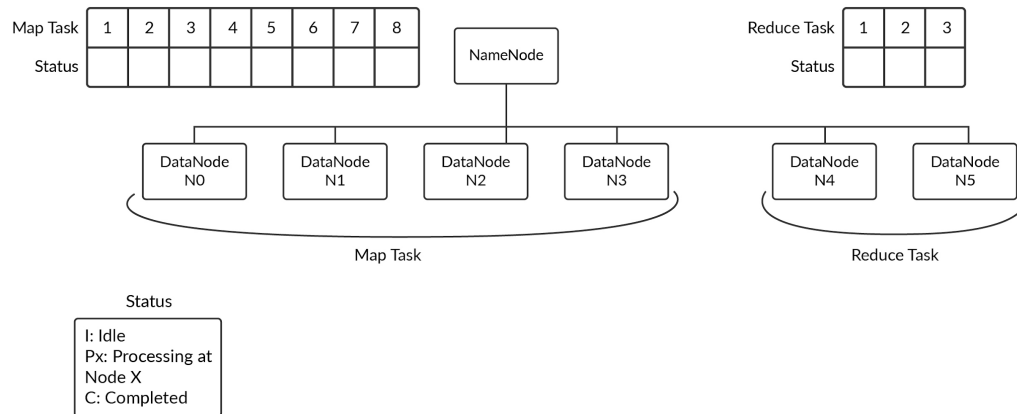 Map Task 1 2 3 4 5 6 7 8
Status
NameNode
Reduce Task 1 2 3
Status
DataNode
N0
DataNode
N1
DataNode
N2
DataNode
N3
DataNode
N4
DataNode
N5
Map Task
Reduce Task
Status
I: Idle
Px: Processing at
Node X
C: Completed